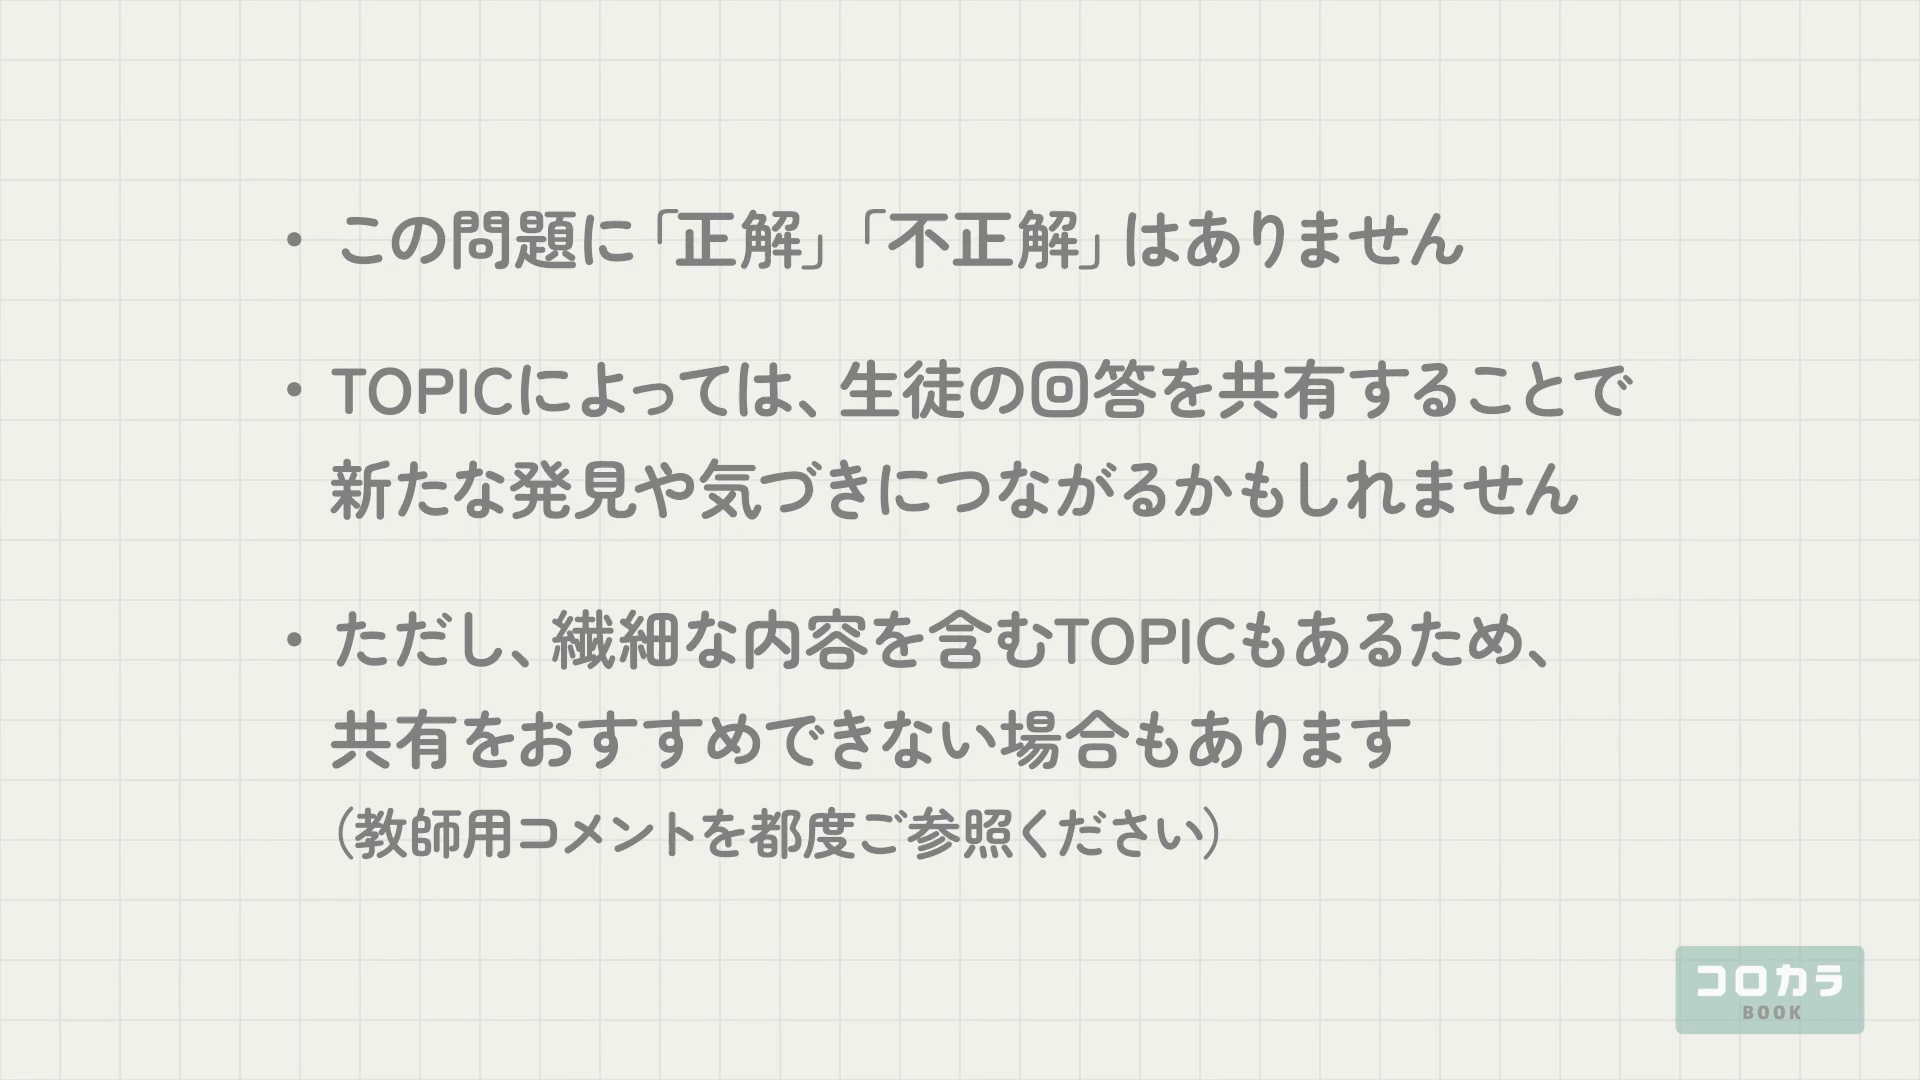 ・この問題に「正解」「不正解」はありません
・TOPICによっては、生徒の回答を共有することで
新たな発見や気づきにつながるかもしれません
・ただし、繊細な内容を含むTOPICもあるため、
共有をおすすめできない場合もあります
（教師用コメントを都度ご参照ください）
コロカラ
BOOK